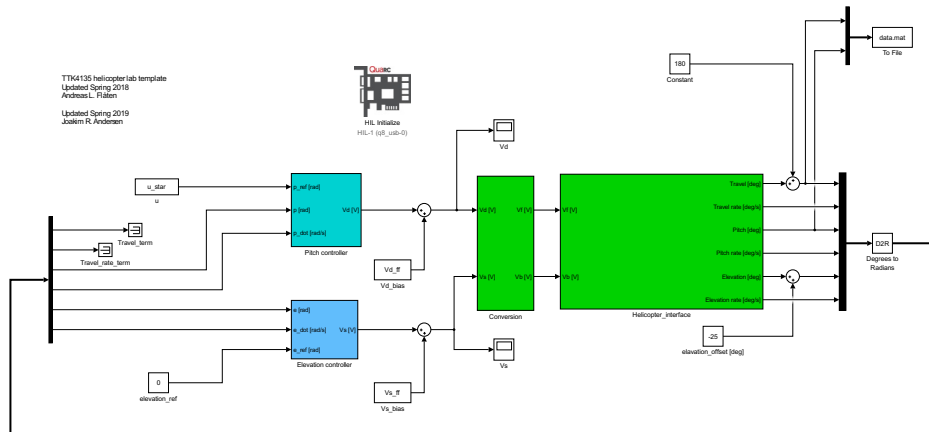 data.mat
To File
TTK4135 helicopter lab template
Updated Spring 2018
Andreas L. Flåten
Updated Spring 2019
Joakim R. Andersen
QuaRC
HIL Initialize
HIL-1 (q8_usb-0)
180
Constant
Vd
u_star
u
p_ref [rad]
p [rad]
p_dot [rad/s]
Vd [V]
Pitch controller
Vd_ff
Vd_bias
Travel_term
Travel_rate_term
Vd [V]
Vs [V]
Vf [V]
Vb [V]
Conversion
Vf [V]
Vb [V]
Travel [deg]
Travel rate [deg/s]
Pitch [deg]
Pitch rate [deg/s]
Elevation [deg]
Elevation rate [deg/s]
Helicopter_interface
D2R
Degrees to
Radians
-25
elavation_offset [deg]
e [rad]
e_dot [rad/s]
e_ref [rad]
Vs [V]
Elevation controller
0
elevation_ref
Vs_ff
Vs_bias
Vs